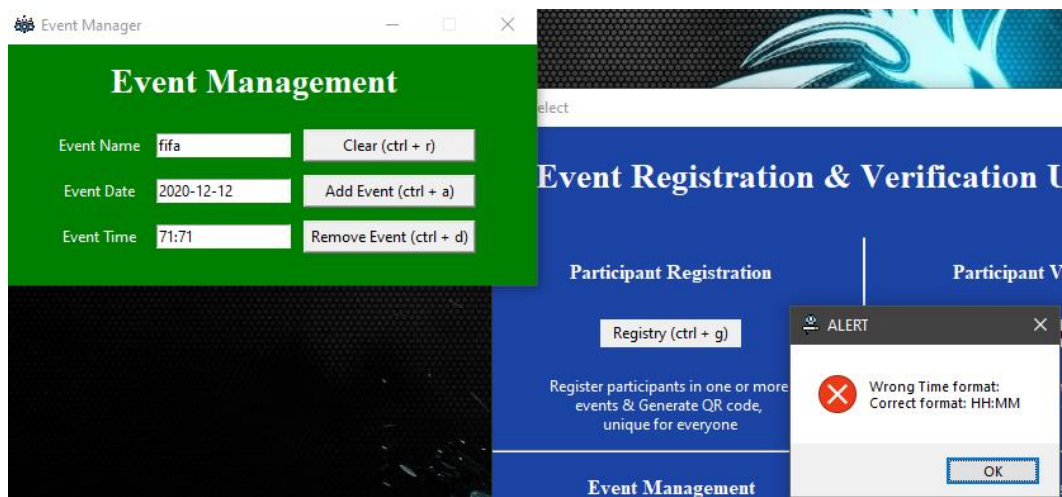 Event Manager
Event Management
Event Name fifa Clear (ctrl + r)
Event Date 2020-12-12 Add Event (ctrl + a)
Event Time 71:71 Remove Event (ctrl + d)
Event Registration & Verification
Participant Registration
Participant
Registry (ctrl + g)
Register participants in one or more
events & Generate QR code,
unique for everyone
Event Management
ALERT
Wrong Time format:
Correct format: HH:MM
OK